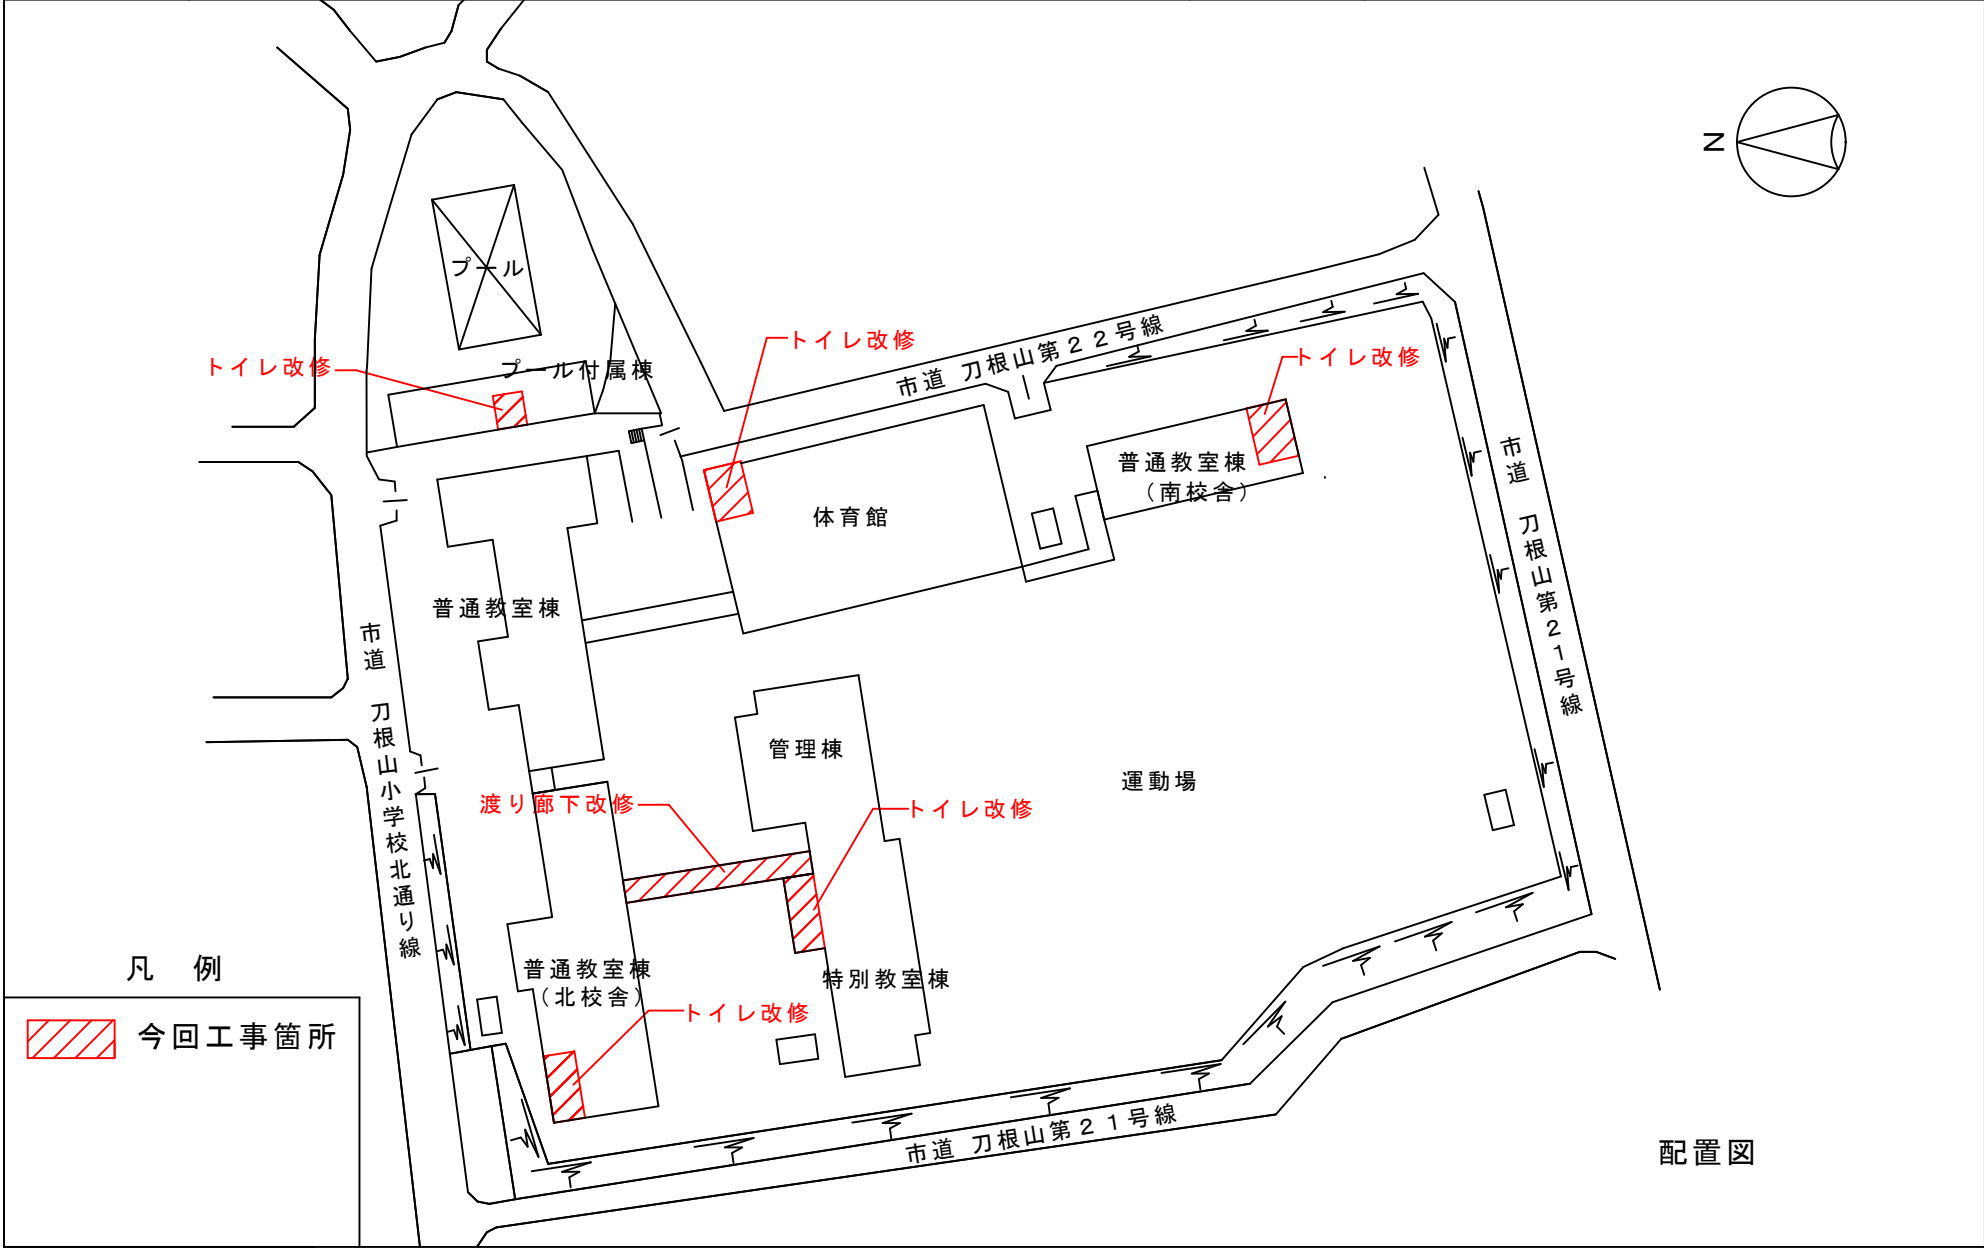 N
プール
トイレ改修
プール付属棟
トイレ改修
市道 刀根山第２２号線
トイレ改修
普通教室棟
（南校舎）
体育館
市道 刀根山第２１号線
普通教室棟
市道 刀根山小学校北通り線
管理棟
運動場
渡り廊下改修
トイレ改修
普通教室棟
（北校舎）
特別教室棟
トイレ改修
凡 例
今回工事箇所
市道 刀根山第２１号線
配置図